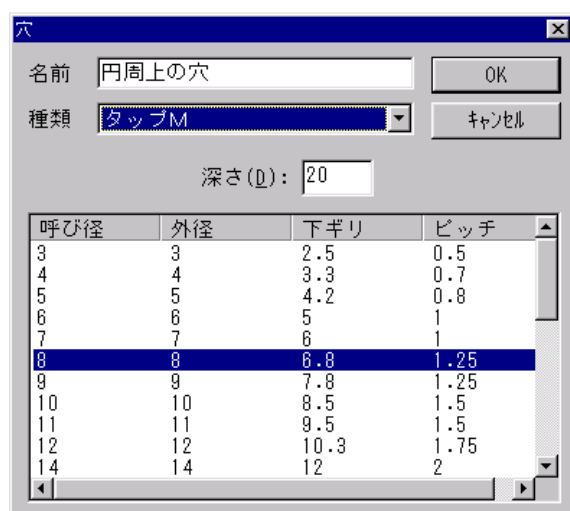 穴
名前 円周上の穴 OK
種類 タップM キャンセル
深さ(D): 20
呼び径 外径 下ギリ ピッチ
3 3 2.5 0.5
4 4 3.3 0.7
5 5 4.2 0.8
6 6 5 1
7 7 6 1
8 8 6.8 1.25
9 9 7.8 1.25
10 10 8.5 1.5
11 11 9.5 1.5
12 12 10.3 1.75
14 14 12 2